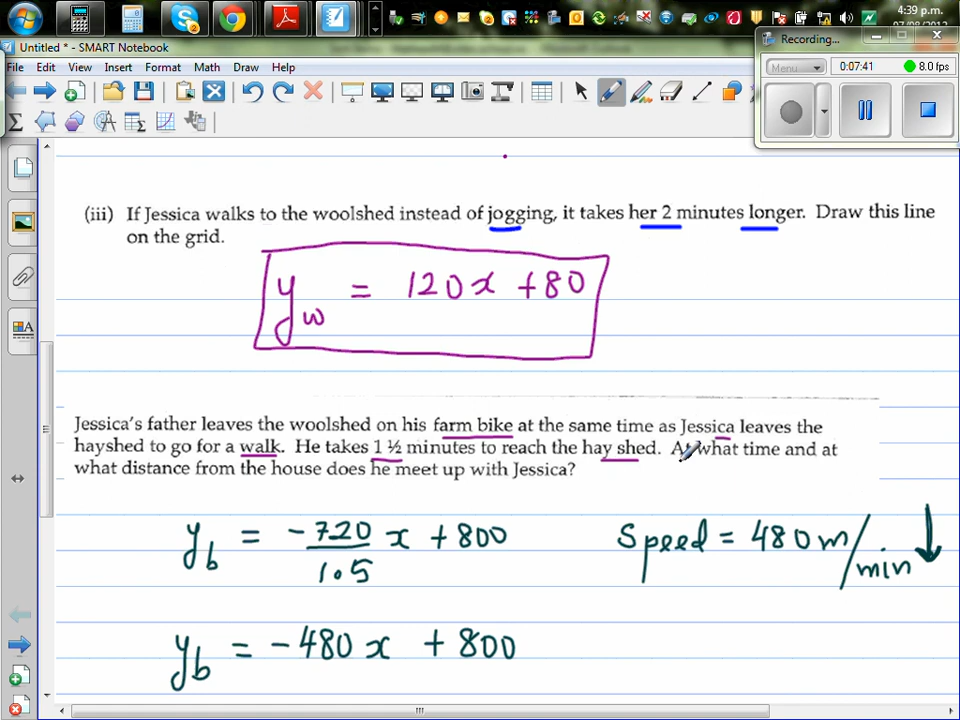 4:39 p.m.
Untitled * - SMART Notebook
Recording...
File Edit View Insert Format Math Draw Help
Menu 0:07:41 8.0 fps
(iii) If Jessica walks to the woolshed instead of jogging, it takes her 2 minutes longer. Draw this line
on the grid.
yw = 120x +80
Jessica's father leaves the woolshed on his farm bike at the same time as Jessica leaves the
hayshed to go for a walk. He takes 1 ½ minutes to reach the hay shed. At what time and at
what distance from the house does he meet up with Jessica?
yb = -720/1.5 x +800 Speed = 480m/min ↓
yb = -480x + 800